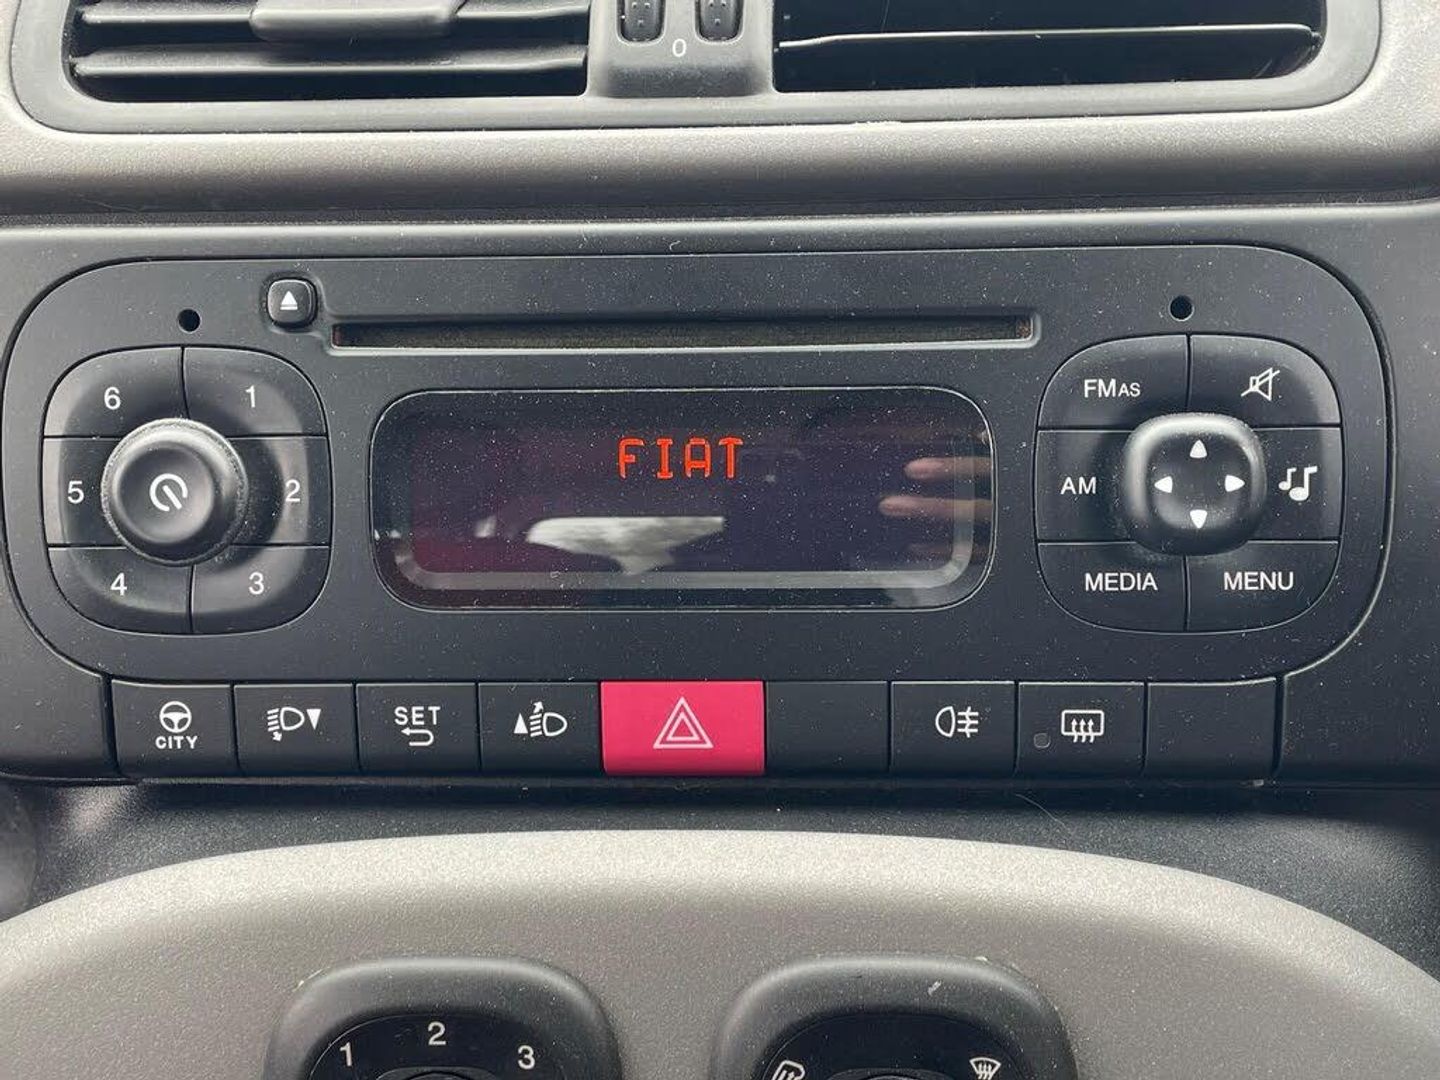 0
6 1
5 2
4 3
FIAT
FMAS
AM
MEDIA MENU
CITY
SET
1 2 3